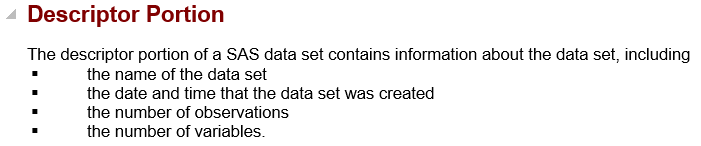 Descriptor Portion
The descriptor portion of a SAS data set contains information about the data set, including
▪ the name of the data set
▪ the date and time that the data set was created
▪ the number of observations
▪ the number of variables.